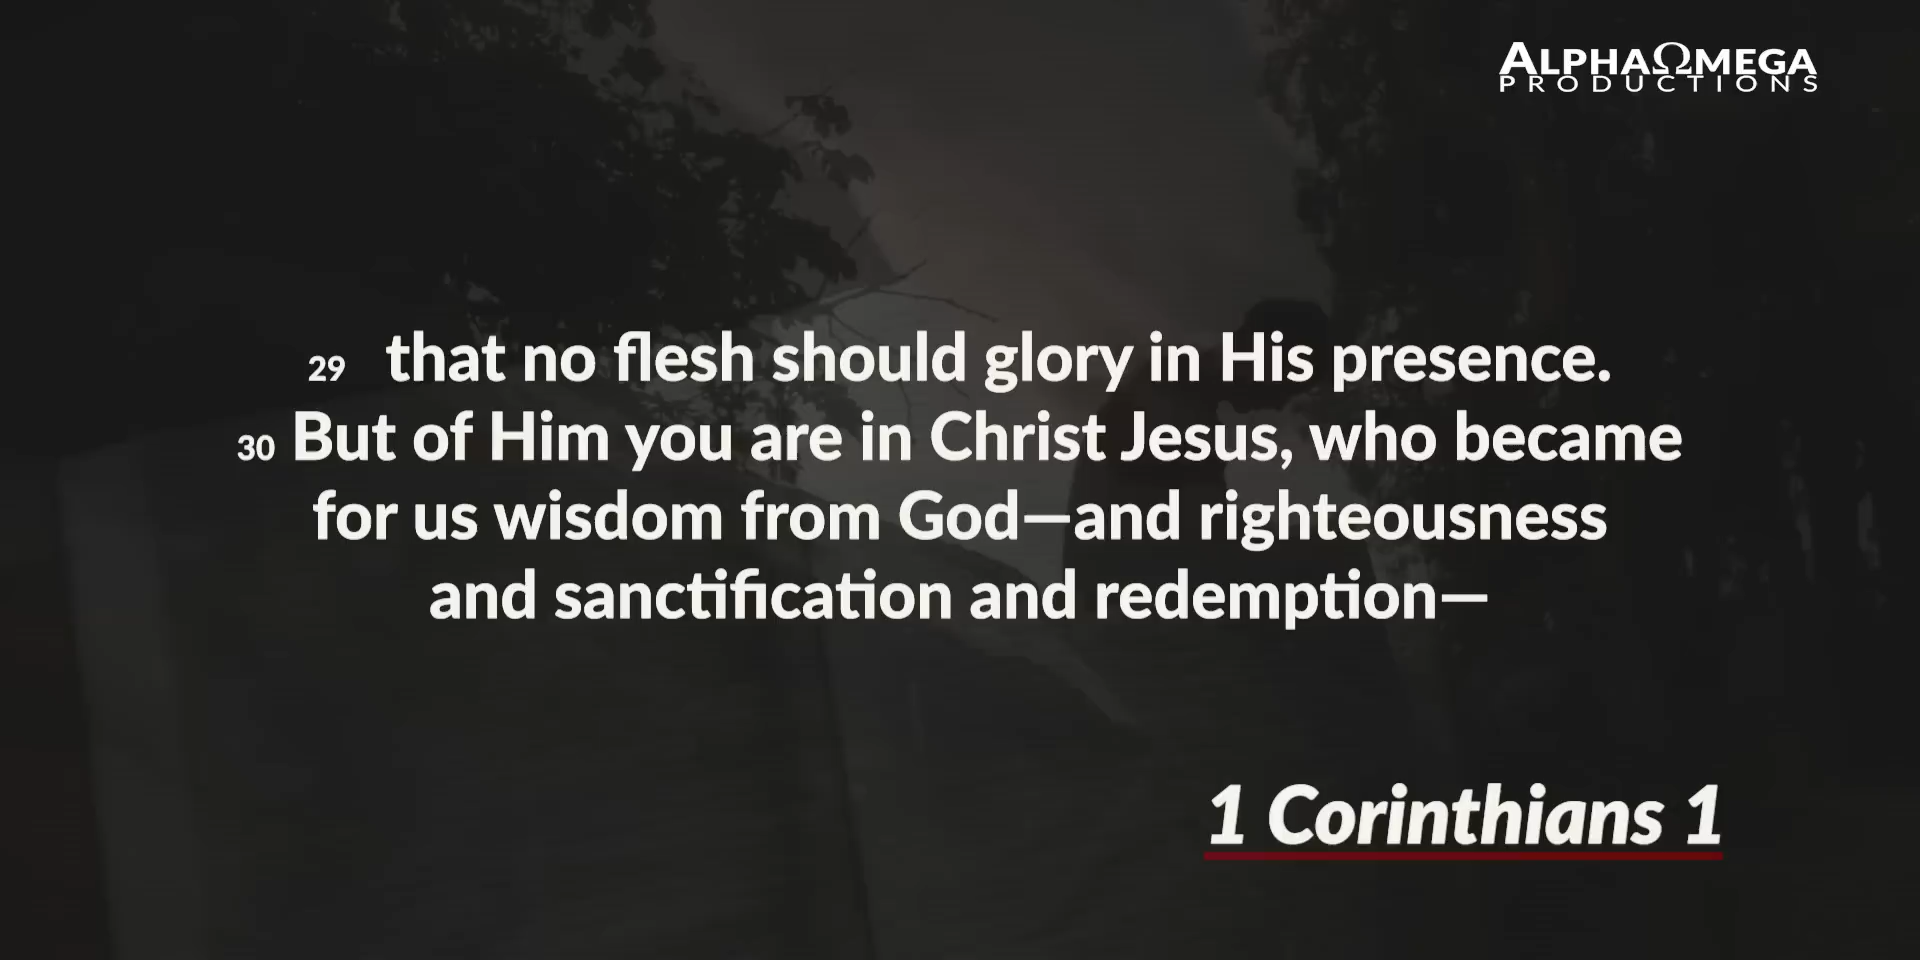 ALPHAΩMEGA
PRODUCTIONS
29 that no flesh should glory in His presence.
30 But of Him you are in Christ Jesus, who became
for us wisdom from God—and righteousness
and sanctification and redemption—
1 Corinthians 1